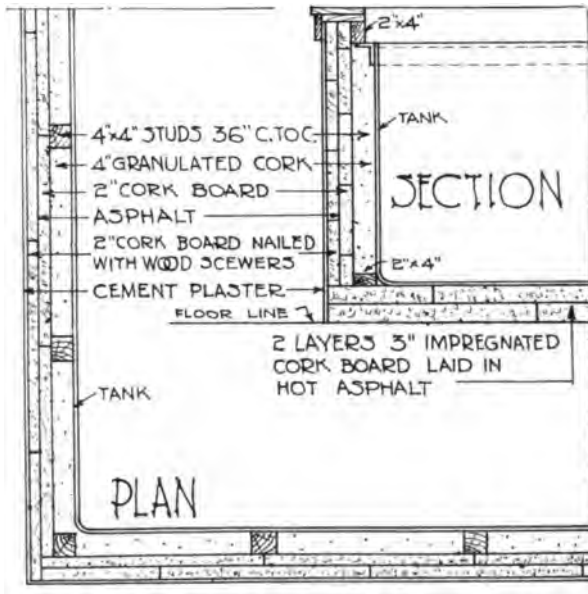 2"x4"
TANK
4"x4" STUDS 36" C.TO C.
4" GRANULATED CORK
2" CORK BOARD
ASPHALT
2" CORK BOARD NAILED
WITH WOOD SCEWERS
CEMENT PLASTER
FLOOR LINE
SECTION
2"x4"
2 LAYERS 3" IMPREGNATED
CORK BOARD LAID IN
HOT ASPHALT
TANK
PLAN